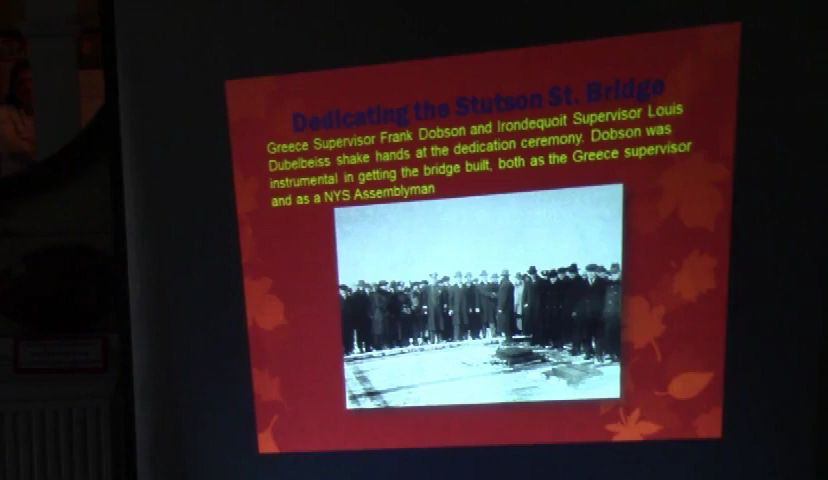 Dedicating the Stutson St. Bridge
Greece Supervisor Frank Dobson and Irondequoit Supervisor Louis
Dubelbeiss shake hands at the dedication ceremony. Dobson was
instrumental in getting the bridge built, both as the Greece supervisor
and as a NYS Assemblyman